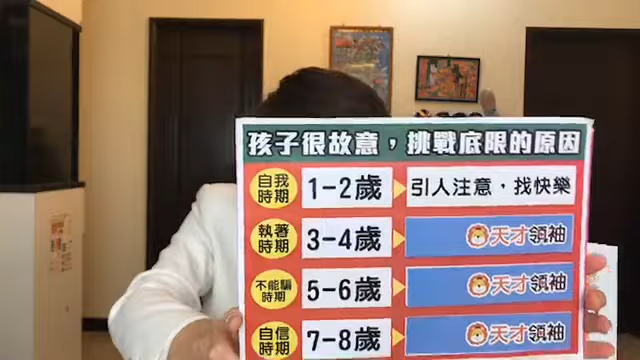 孩子很故意,挑戰底限的原因
自我時期 1-2歲 引人注意,找快樂
執著時期 3-4歲 天才領袖
不能騙時期 5-6歲 天才領袖
自信時期 7-8歲 天才領袖